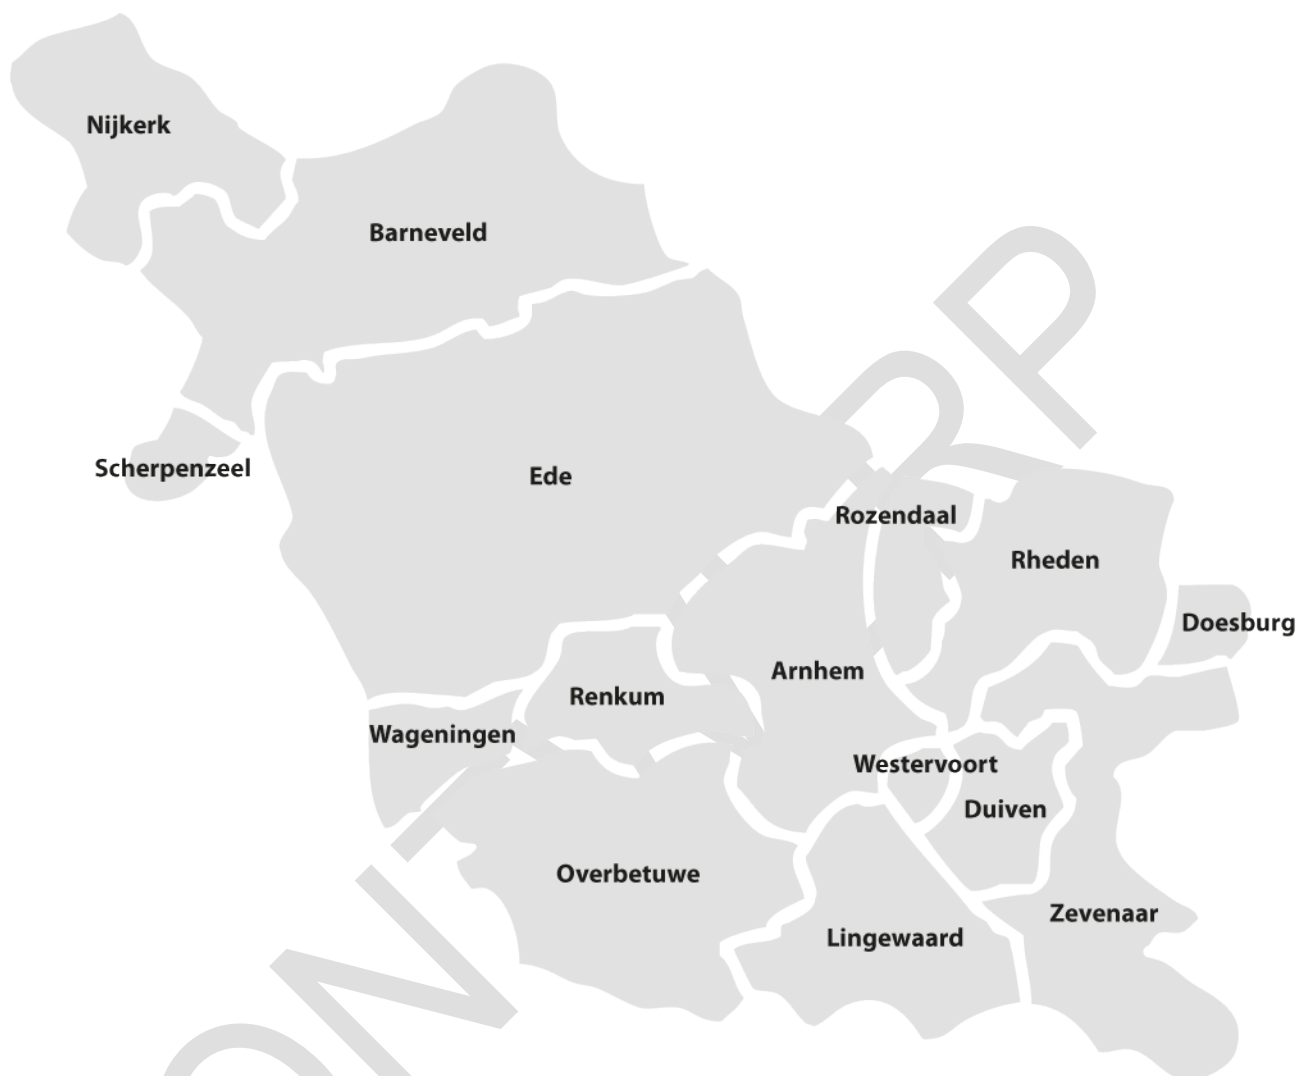 Nijkerk
Barneveld
Scherpenzeel
Ede
Rozendaal
Rheden
Doesburg
Arnhem
Renkum
Wageningen
Westervoort
Duiven
Overbetuwe
Zevenaar
Lingewaard